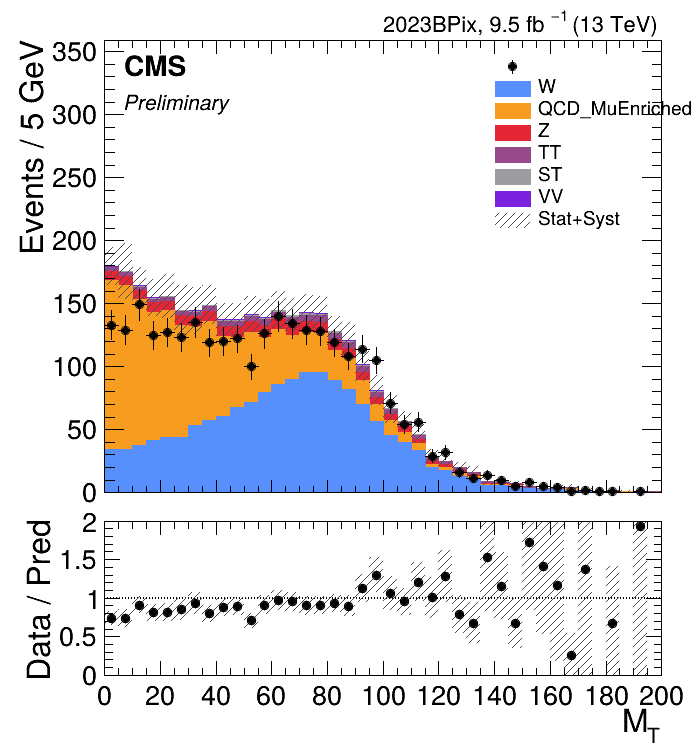 2023BPix, 9.5 fb⁻¹ (13 TeV)
CMS
Preliminary
W
QCD_MuEnriched
Z
TT
ST
VV
Stat+Syst
Events / 5 GeV
350
300
250
200
150
100
50
0
Data / Pred
2
1.5
1
0.5
0
0 20 40 60 80 100 120 140 160 180 200
M_T